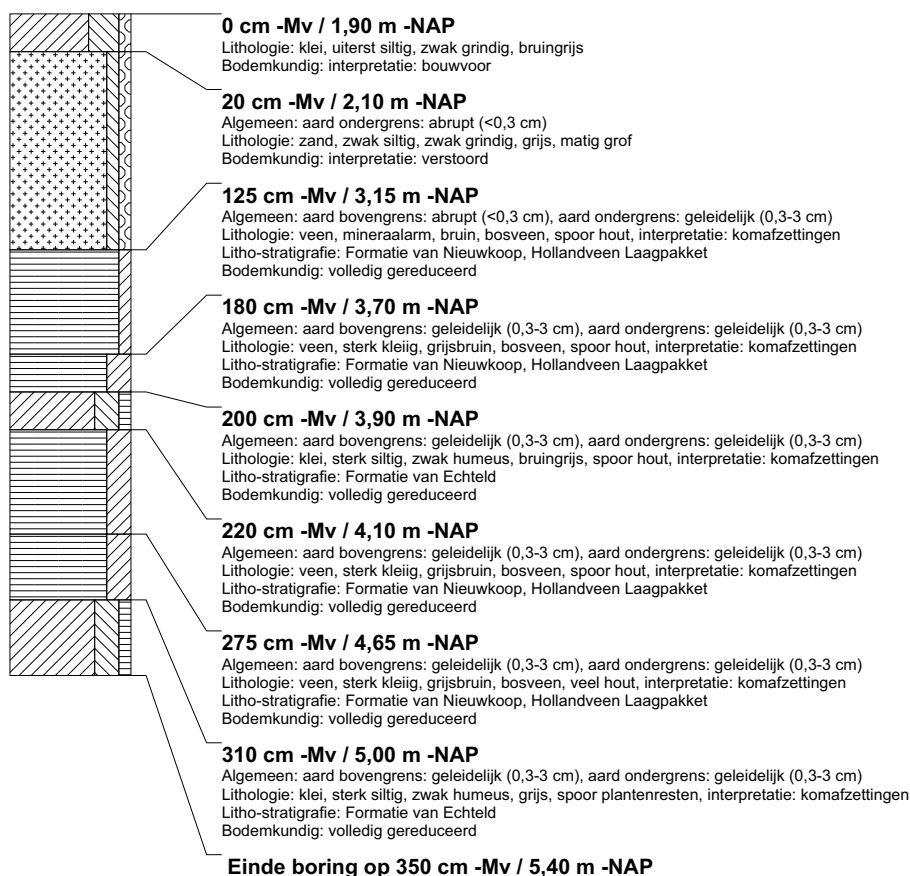 0 cm -Mv / 1,90 m -NAP
Lithologie: klei, uiterst siltig, zwak grindig, bruingrijs
Bodemkundig: interpretatie: bouwvoor
20 cm -Mv / 2,10 m -NAP
Algemeen: aard ondergrens: abrupt (<0,3 cm)
Lithologie: zand, zwak siltig, zwak grindig, grijs, matig grof
Bodemkundig: interpretatie: verstoord
125 cm -Mv / 3,15 m -NAP
Algemeen: aard bovengrens: abrupt (<0,3 cm), aard ondergrens: geleidelijk (0,3-3 cm)
Lithologie: veen, mineraalarm, bruin, bosveen, spoor hout, interpretatie: komafzettingen
Litho-stratigrafie: Formatie van Nieuwkoop, Hollandveen Laagpakket
Bodemkundig: volledig gereduceerd
180 cm -Mv / 3,70 m -NAP
Algemeen: aard bovengrens: geleidelijk (0,3-3 cm), aard ondergrens: geleidelijk (0,3-3 cm)
Lithologie: veen, sterk kleiig, grijsbruin, bosveen, spoor hout, interpretatie: komafzettingen
Litho-stratigrafie: Formatie van Nieuwkoop, Hollandveen Laagpakket
Bodemkundig: volledig gereduceerd
200 cm -Mv / 3,90 m -NAP
Algemeen: aard bovengrens: geleidelijk (0,3-3 cm), aard ondergrens: geleidelijk (0,3-3 cm)
Lithologie: klei, sterk siltig, zwak humeus, bruingrijs, spoor hout, interpretatie: komafzettingen
Litho-stratigrafie: Formatie van Echteld
Bodemkundig: volledig gereduceerd
220 cm -Mv / 4,10 m -NAP
Algemeen: aard bovengrens: geleidelijk (0,3-3 cm), aard ondergrens: geleidelijk (0,3-3 cm)
Lithologie: veen, sterk kleiig, grijsbruin, bosveen, spoor hout, interpretatie: komafzettingen
Litho-stratigrafie: Formatie van Nieuwkoop, Hollandveen Laagpakket
Bodemkundig: volledig gereduceerd
275 cm -Mv / 4,65 m -NAP
Algemeen: aard bovengrens: geleidelijk (0,3-3 cm), aard ondergrens: geleidelijk (0,3-3 cm)
Lithologie: veen, sterk kleiig, grijsbruin, bosveen, veel hout, interpretatie: komafzettingen
Litho-stratigrafie: Formatie van Nieuwkoop, Hollandveen Laagpakket
Bodemkundig: volledig gereduceerd
310 cm -Mv / 5,00 m -NAP
Algemeen: aard bovengrens: geleidelijk (0,3-3 cm), aard ondergrens: geleidelijk (0,3-3 cm)
Lithologie: klei, sterk siltig, zwak humeus, grijs, spoor plantenresten, interpretatie: komafzettingen
Litho-stratigrafie: Formatie van Echteld
Bodemkundig: volledig gereduceerd
Einde boring op 350 cm -Mv / 5,40 m -NAP